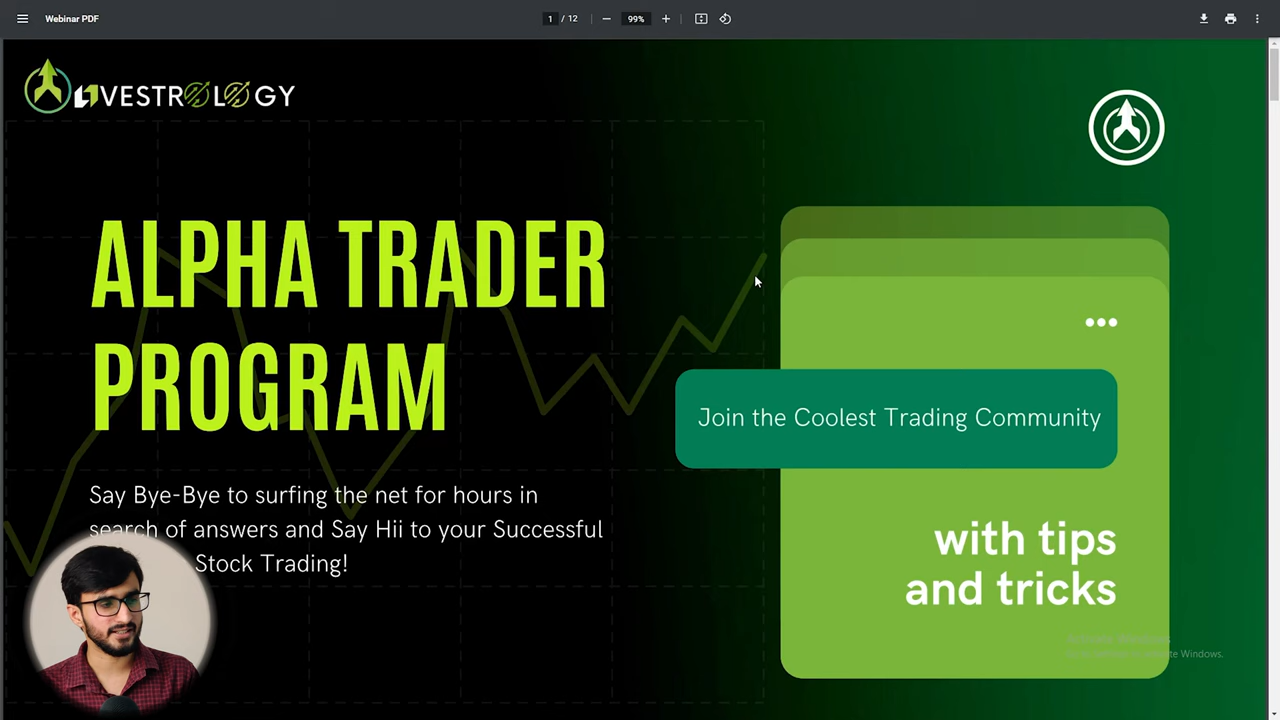 Webinar PDF
1 / 12
99%
INVESTROLOGY
ALPHA TRADER
PROGRAM
Say Bye-Bye to surfing the net for hours in
search of answers and Say Hii to your Successful
Stock Trading!
Join the Coolest Trading Community
with tips
and tricks
Windows.